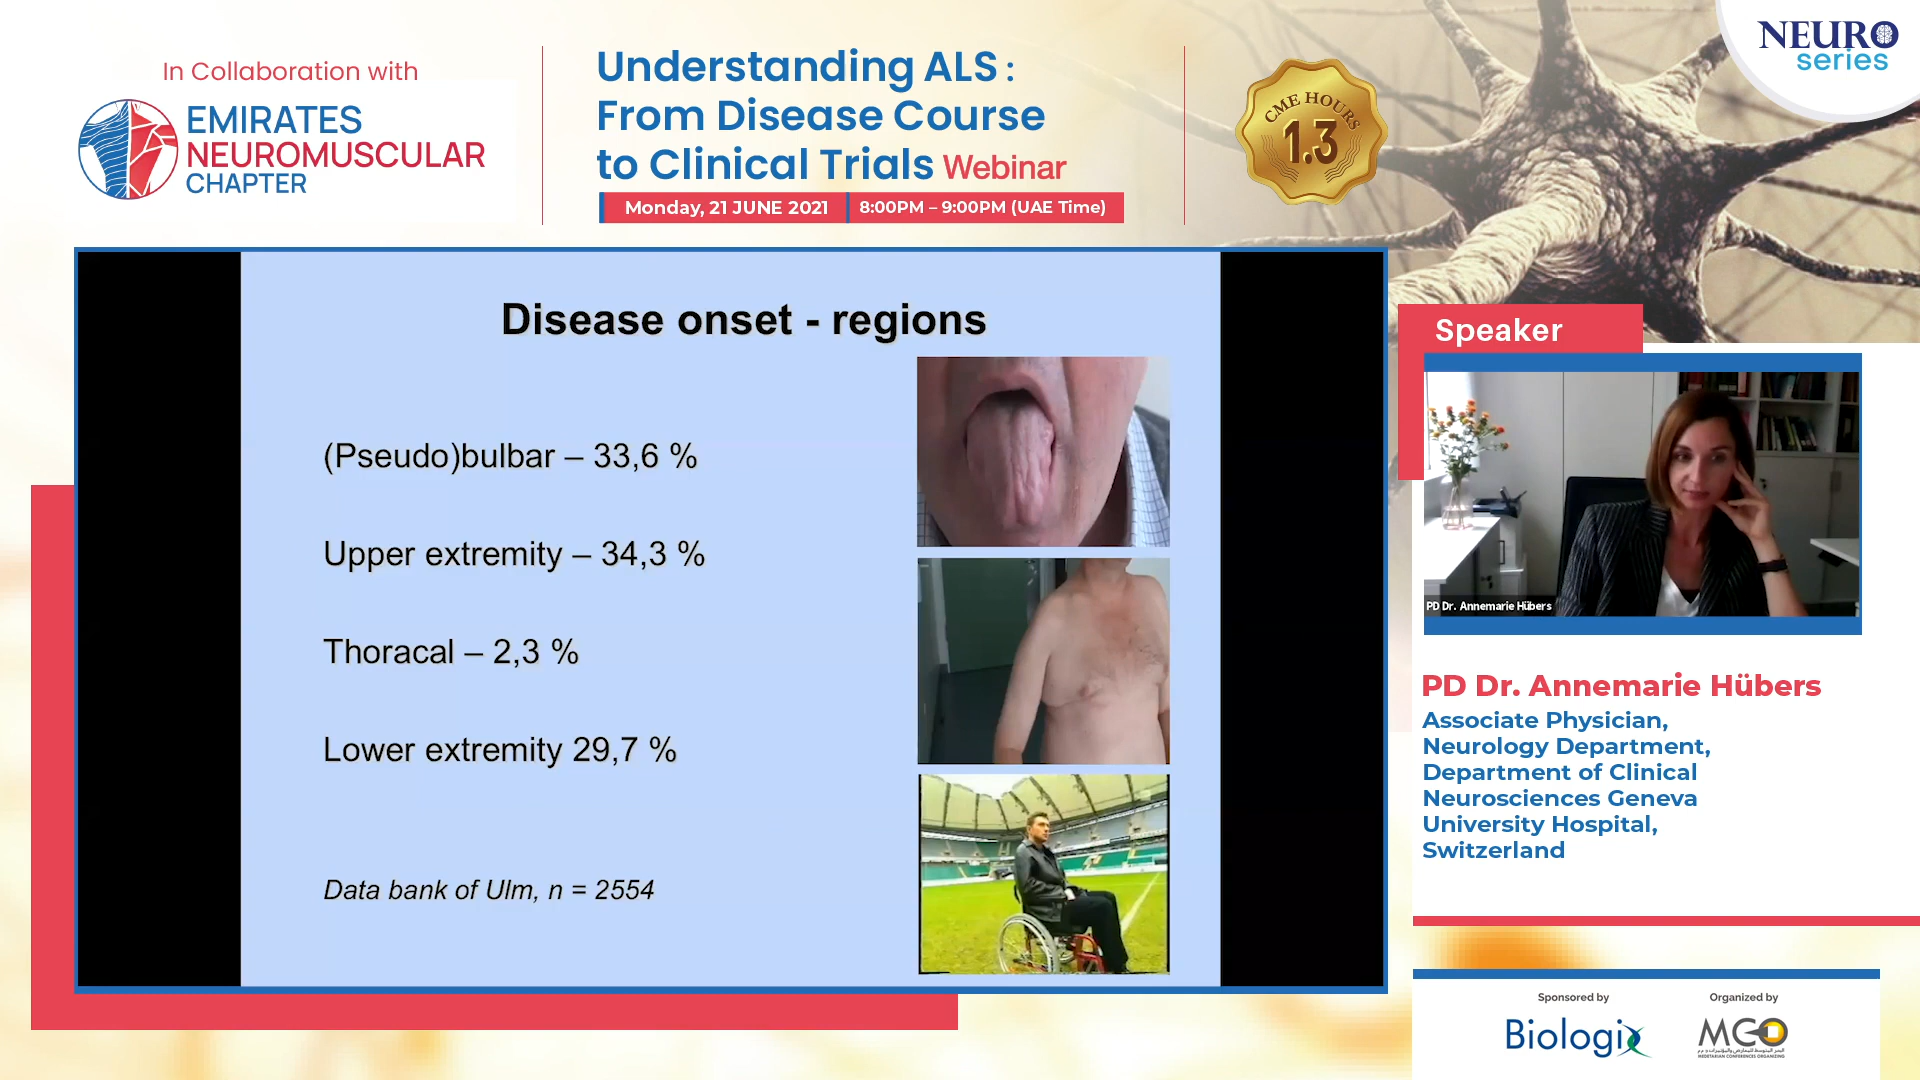 In Collaboration with
EMIRATES
NEUROMUSCULAR
CHAPTER
Understanding ALS :
From Disease Course
to Clinical Trials Webinar
Monday, 21 JUNE 2021
8:00PM – 9:00PM (UAE Time)
CME HOURS
1.3
NEURO
series
Disease onset - regions
(Pseudo)bulbar – 33,6 %
Upper extremity – 34,3 %
Thoracal – 2,3 %
Lower extremity 29,7 %
Data bank of Ulm, n = 2554
Speaker
PD Dr. Annemarie Hübers
PD Dr. Annemarie Hübers
Associate Physician,
Neurology Department,
Department of Clinical
Neurosciences Geneva
University Hospital,
Switzerland
Sponsored by
Biologix
Organized by
MCO